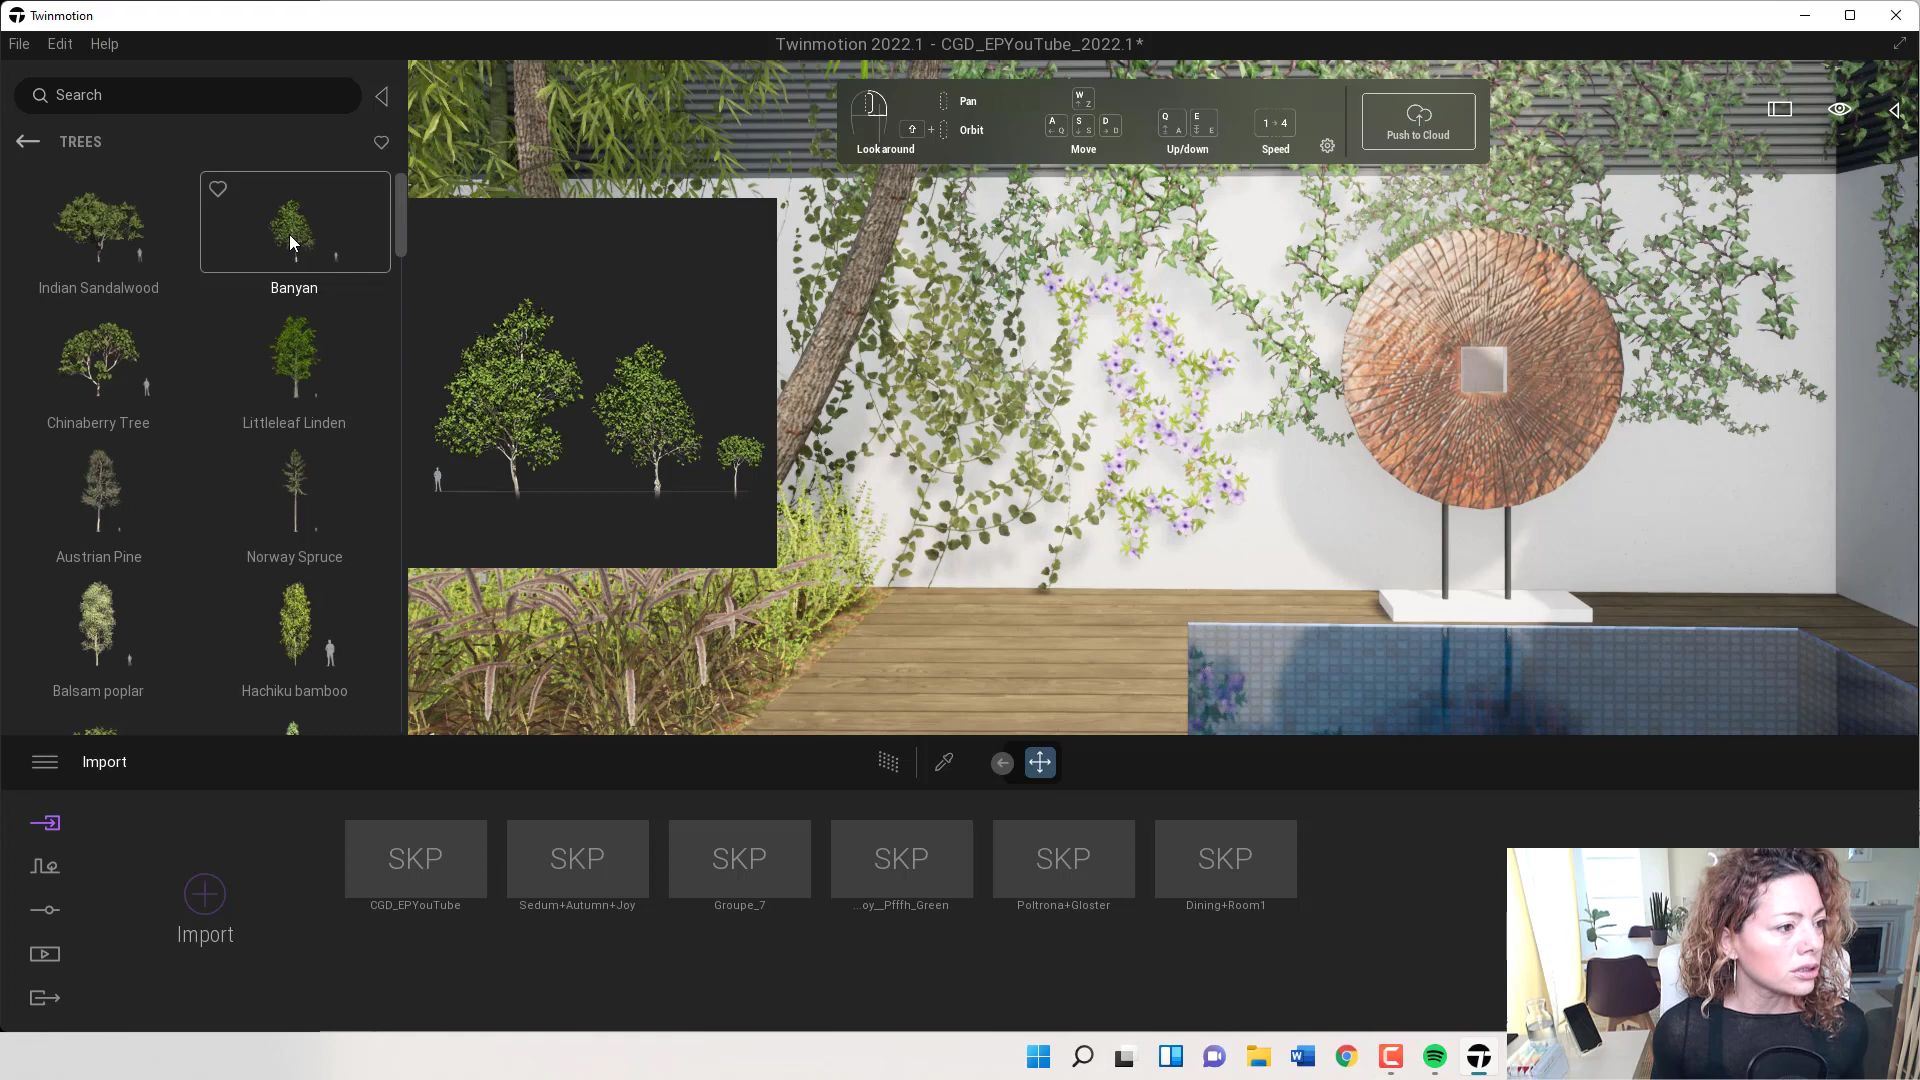 Twinmotion
File Edit Help
Twinmotion 2022.1 - CGD_EPYouTube_2022.1*
Search
TREES
Indian Sandalwood
Banyan
Chinaberry Tree
Littleleaf Linden
Austrian Pine
Norway Spruce
Balsam poplar
Hachiku bamboo
Pan
Orbit
Look around
W
Z
A
Q
S
S
D
D
Move
Q
A
E
E
Up/down
1 → 4
Speed
Push to Cloud
Import
Import
SKP
CGD_EPYouTube
SKP
Sedum+Autumn+Joy
SKP
Groupe_7
SKP
...oy__Pfffh_Green
SKP
Poltrona+Gloster
SKP
Dining+Room1